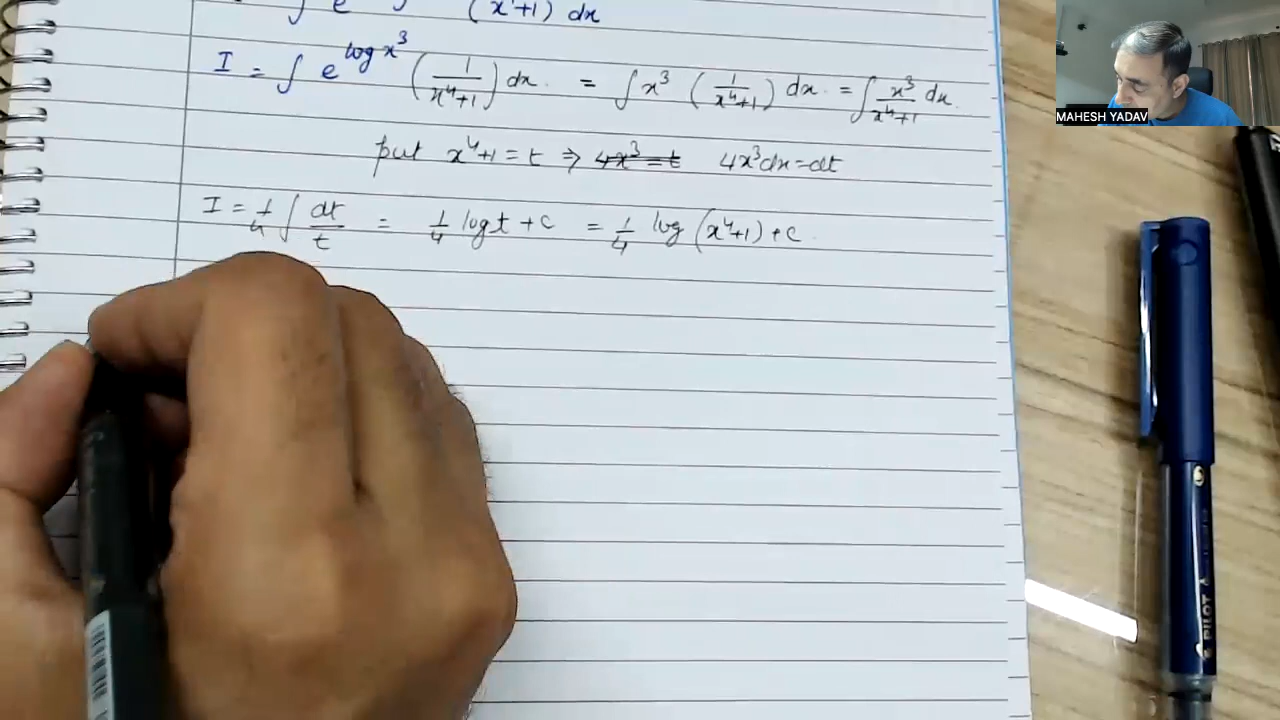 ∫ e (x⁴+1) dx
I = ∫ e^(log x³) (1/(x⁴+1)) dx. = ∫ x³ (1/(x⁴+1)) dx. = ∫ x³/(x⁴+1) dx.
put x⁴+1 = t ⇒ 4x³ = t 4x³dx = dt
I = 1/4 ∫ dt/t = 1/4 log t + c = 1/4 log (x⁴+1) + c.
MAHESH YADAV
PILOT